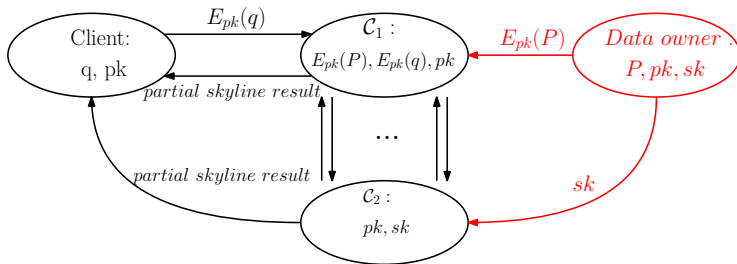 Client:
q, pk
E_{pk}(q)
partial skyline result
C_1 :
E_{pk}(P), E_{pk}(q), pk
E_{pk}(P)
Data owner :
P, pk, sk
...
partial skyline result
sk
C_2 :
pk, sk